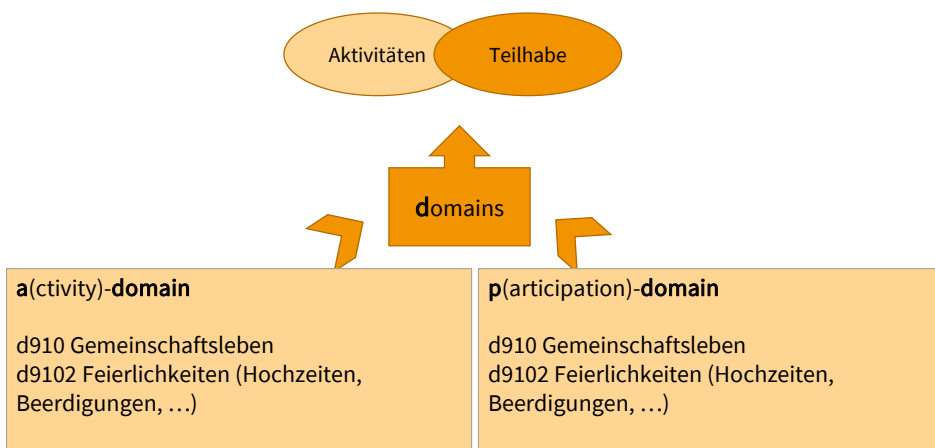 Aktivitäten
Teilhabe
domains
a(ctivity)-domain
d910 Gemeinschaftsleben
d9102 Feierlichkeiten (Hochzeiten,
Beerdigungen, …)
p(articipation)-domain
d910 Gemeinschaftsleben
d9102 Feierlichkeiten (Hochzeiten,
Beerdigungen, …)